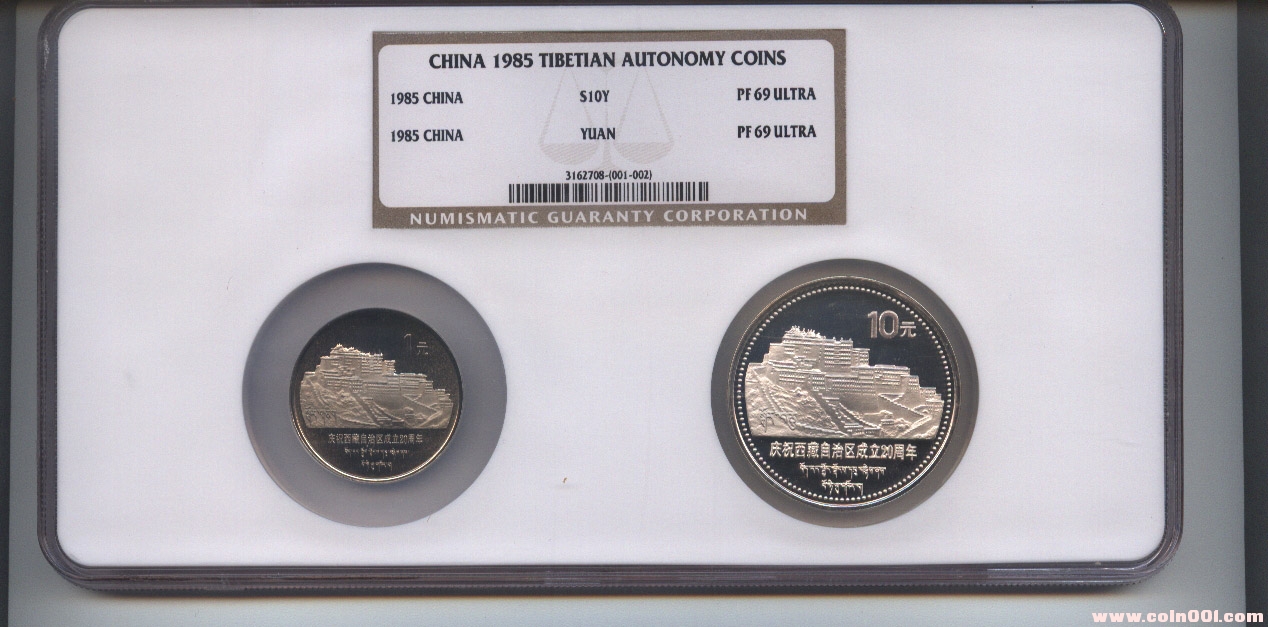 CHINA 1985 TIBETIAN AUTONOMY COINS
1985 CHINA S10Y PF 69 ULTRA
1985 CHINA YUAN PF 69 ULTRA
3162708-(001-002)
NUMISMATIC GUARANTY CORPORATION
1元
庆祝西藏自治区成立20周年
10元
庆祝西藏自治区成立20周年
www.coin001.com